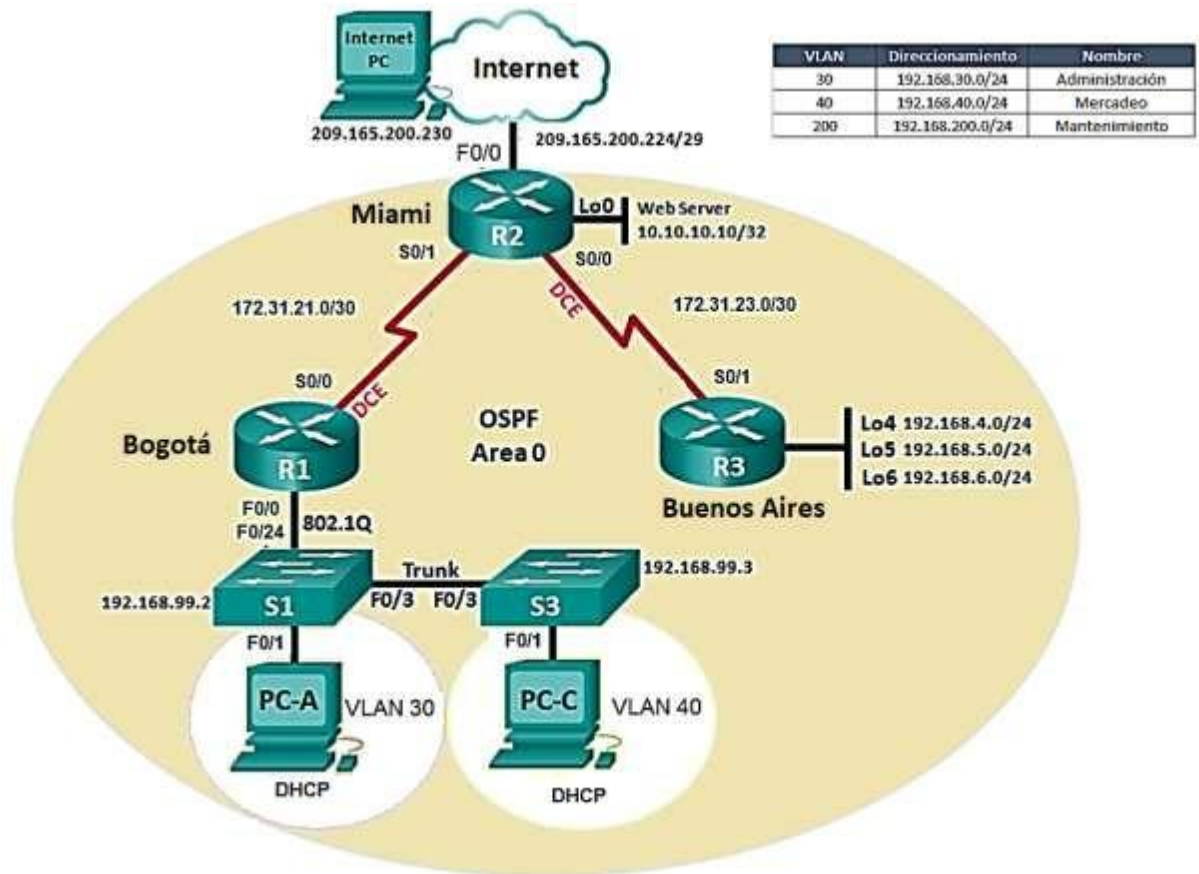 Internet
PC
Internet
209.165.200.230
209.165.200.224/29
F0/0
VLAN Direccionamiento Nombre
30 192.168.30.0/24 Administración
40 192.168.40.0/24 Mercadeo
200 192.168.200.0/24 Mantenimiento
Miami
R2
Lo0
Web Server
10.10.10.10/32
S0/1
S0/0
DCE
172.31.21.0/30
172.31.23.0/30
S0/0
DCE
S0/1
OSPF
Area 0
Bogotá
R1
R3
Buenos Aires
Lo4 192.168.4.0/24
Lo5 192.168.5.0/24
Lo6 192.168.6.0/24
F0/0
F0/24
802.1Q
Trunk
F0/3 F0/3
192.168.99.2
S1
S3
192.168.99.3
F0/1
F0/1
PC-A
VLAN 30
DHCP
PC-C
VLAN 40
DHCP